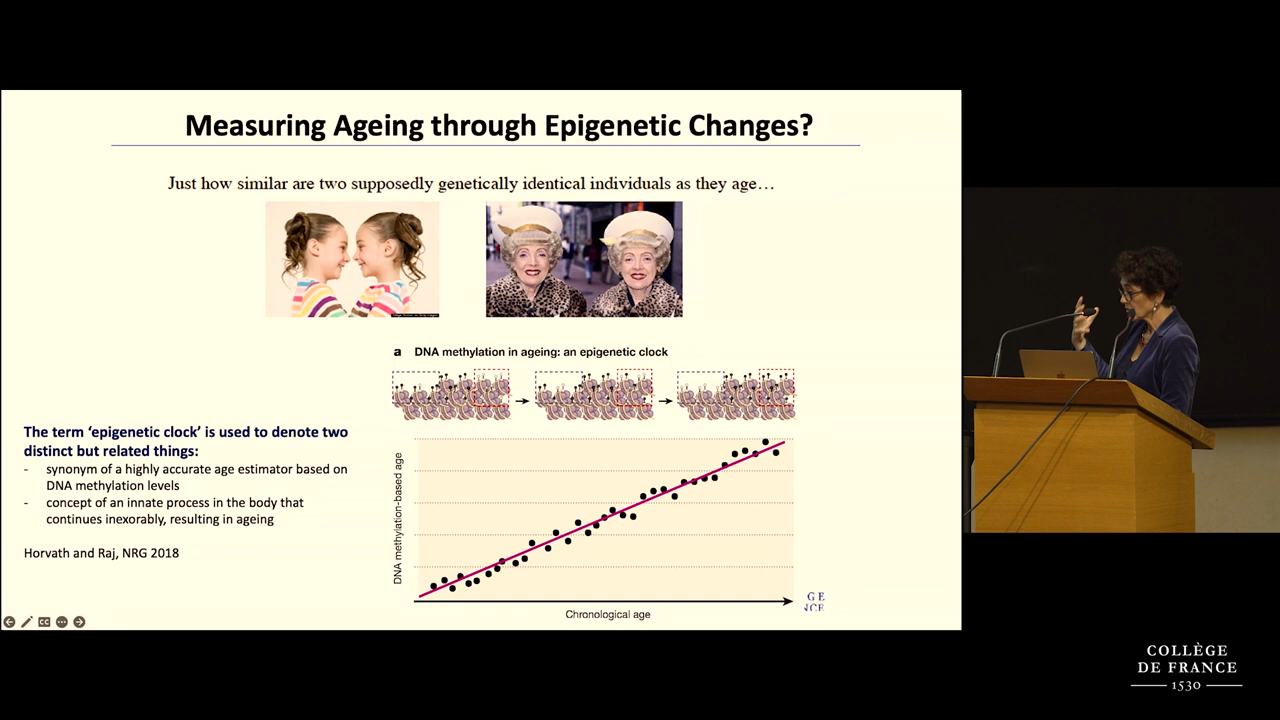 Measuring Ageing through Epigenetic Changes?
Just how similar are two supposedly genetically identical individuals as they age…
a DNA methylation in ageing: an epigenetic clock
The term ‘epigenetic clock’ is used to denote two
distinct but related things:
- synonym of a highly accurate age estimator based on
DNA methylation levels
- concept of an innate process in the body that
continues inexorably, resulting in ageing
Horvath and Raj, NRG 2018
DNA methylation-based age
Chronological age
G E
NCE
COLLÈGE
DE FRANCE
1530